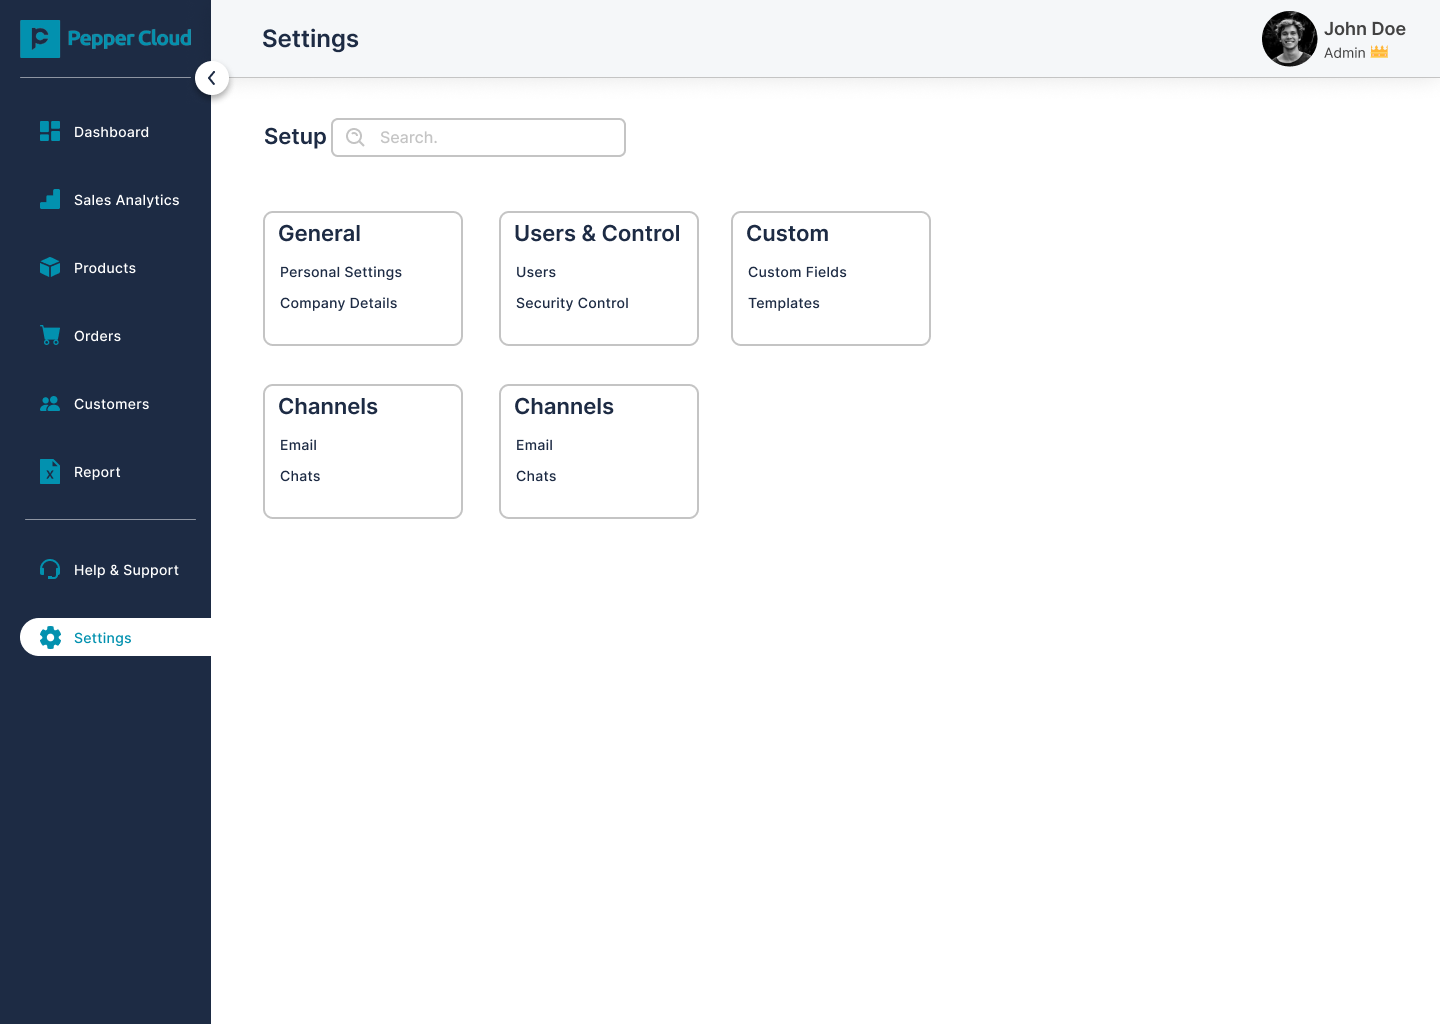 Pepper Cloud
Settings
John Doe
Admin
Dashboard
Sales Analytics
Products
Orders
Customers
X
Report
Help & Support
Settings
Setup
Search.
General
Personal Settings
Company Details
Users & Control
Users
Security Control
Custom
Custom Fields
Templates
Channels
Email
Chats
Channels
Email
Chats